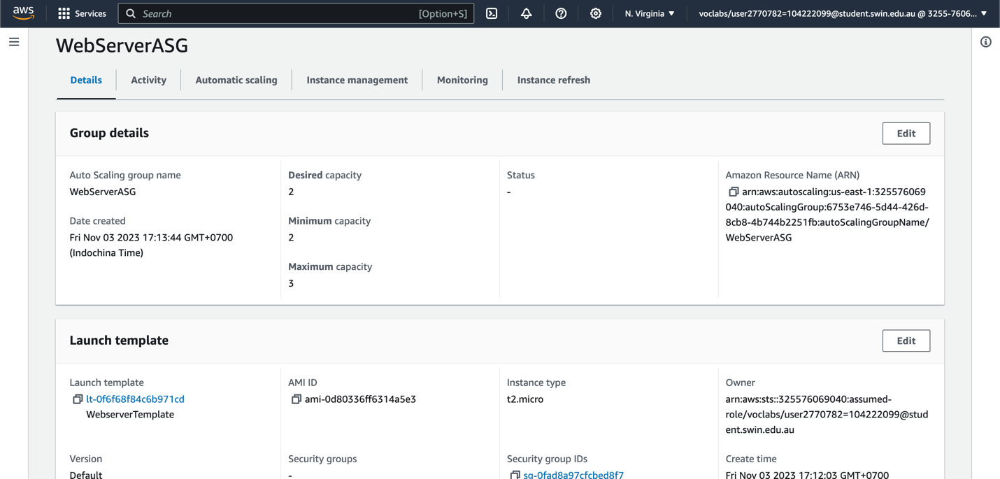 aws
Services
Search
[Option+S]
N. Virginia
voclabs/user2770782=104222099@student.swin.edu.au @ 3255-7606...
WebServerASG
Details
Activity
Automatic scaling
Instance management
Monitoring
Instance refresh
Group details
Edit
Auto Scaling group name
WebServerASG
Date created
Fri Nov 03 2023 17:13:44 GMT+0700
(Indochina Time)
Desired capacity
2
Minimum capacity
2
Maximum capacity
3
Status
-
Amazon Resource Name (ARN)
arn:aws:autoscaling:us-east-1:325576069
040:autoScalingGroup:6753e746-5d44-426d-
8cb8-4b744b2251fb:autoScalingGroupName/
WebServerASG
Launch template
Edit
Launch template
lt-0f6f68f84c6b971cd
WebserverTemplate
AMI ID
ami-0d80336ff6314a5e3
Instance type
t2.micro
Owner
arn:aws:sts::325576069040:assumed-
role/voclabs/user2770782=104222099@stud
ent.swin.edu.au
Version
Default
Security groups
-
Security group IDs
sg-0fad8a97cfcbed8f7
Create time
Fri Nov 03 2023 17:12:03 GMT+0700